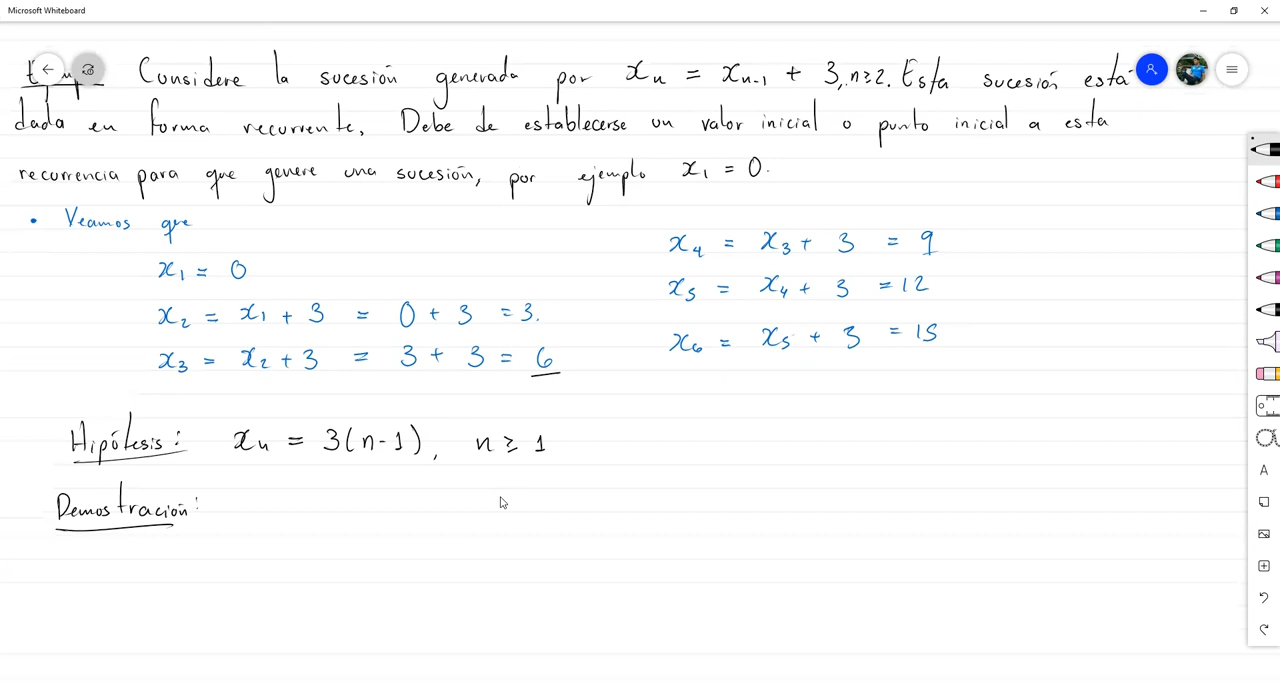 Microsoft Whiteboard
Considere la sucesión generada por xₙ = xₙ₋₁ + 3, n≥2. Esta sucesión está
dada en forma recurrente. Debe de establecerse un valor inicial o punto inicial a esta
recurrencia para que genere una sucesión, por ejemplo x₁ = 0.
• Veamos que
x₁ = 0
x₂ = x₁ + 3 = 0 + 3 = 3.
x₃ = x₂ + 3 = 3 + 3 = 6
x₄ = x₃ + 3 = 9
x₅ = x₄ + 3 = 12
x₆ = x₅ + 3 = 15
Hipótesis: xₙ = 3(n-1), n ≥ 1
Demostración:
A